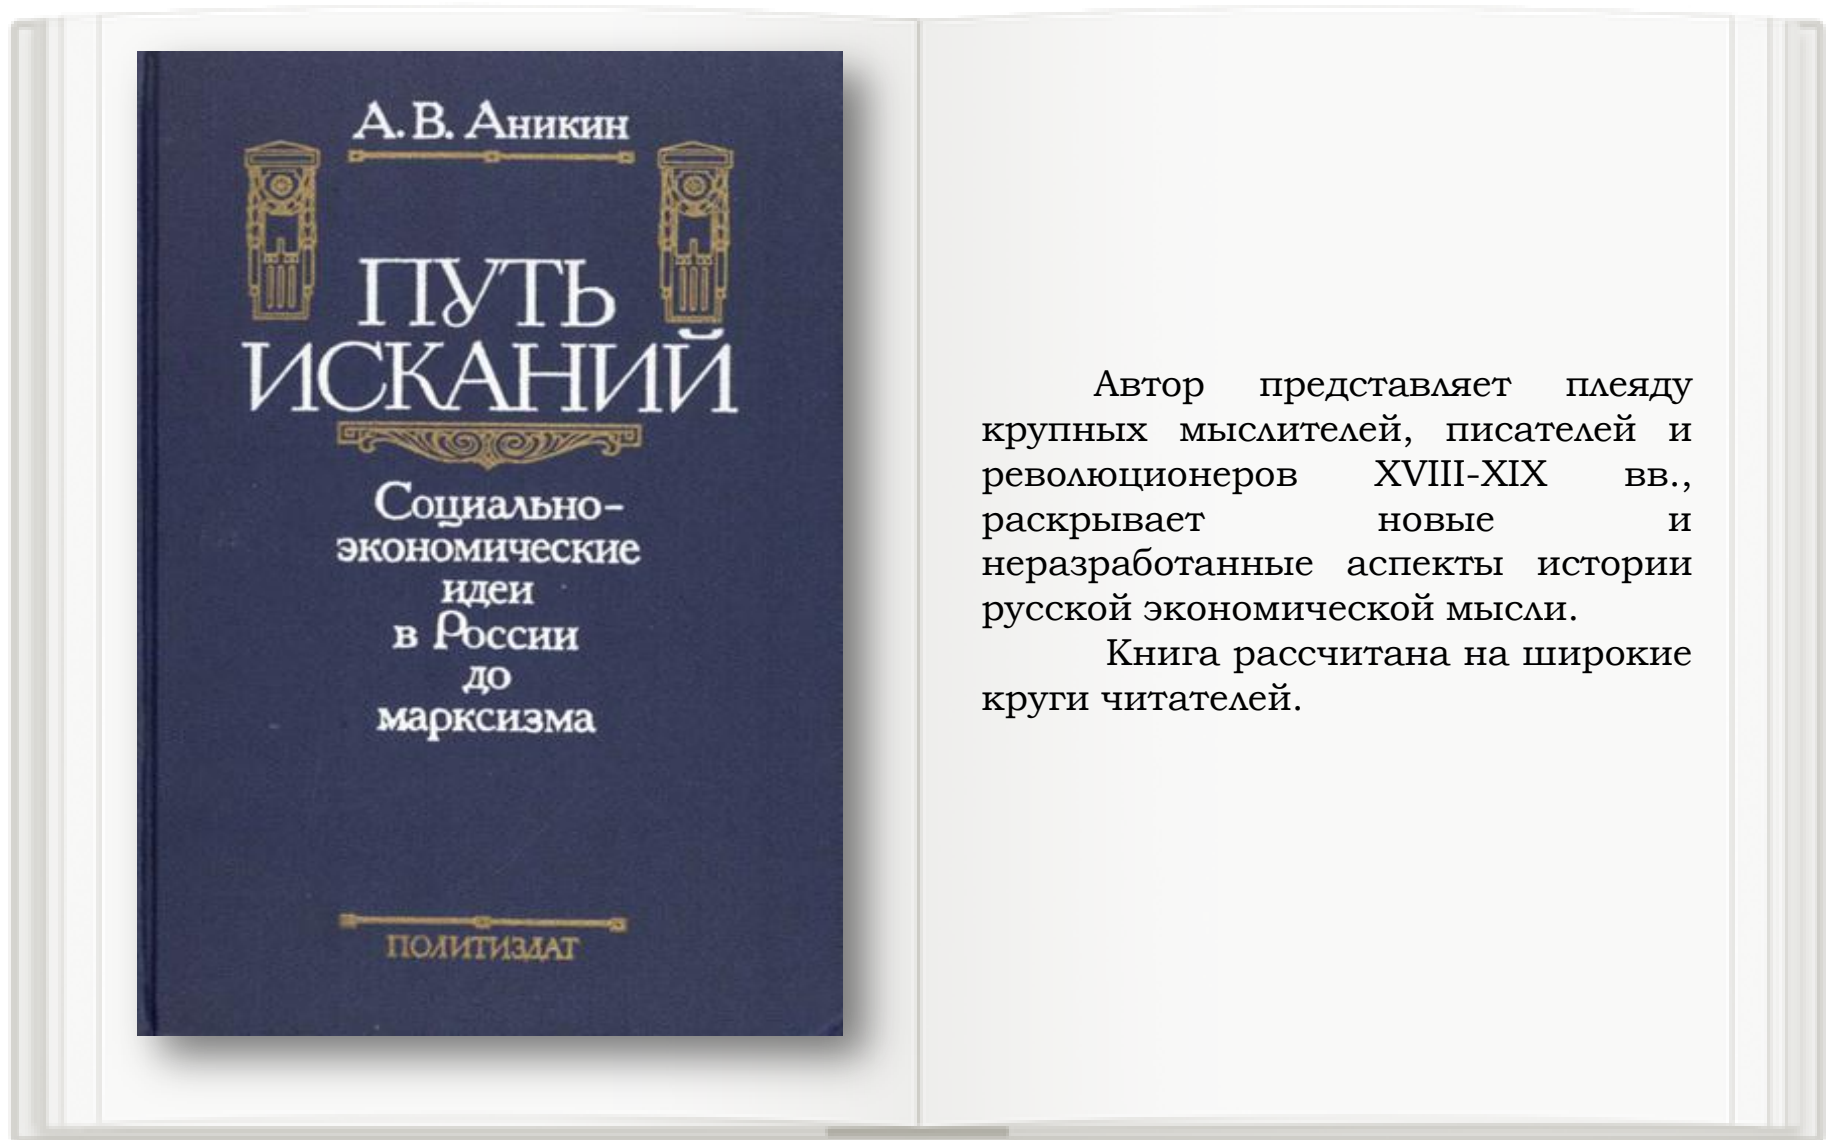 А. В. Аникин
ПУТЬ
ИСКАНИЙ
Социально-
экономические
идеи
в России
до
марксизма
ПОЛИТИЗДАТ
Автор представляет плеяду
крупных мыслителей, писателей и
революционеров XVIII-XIX вв.,
раскрывает новые и
неразработанные аспекты истории
русской экономической мысли.
Книга рассчитана на широкие
круги читателей.